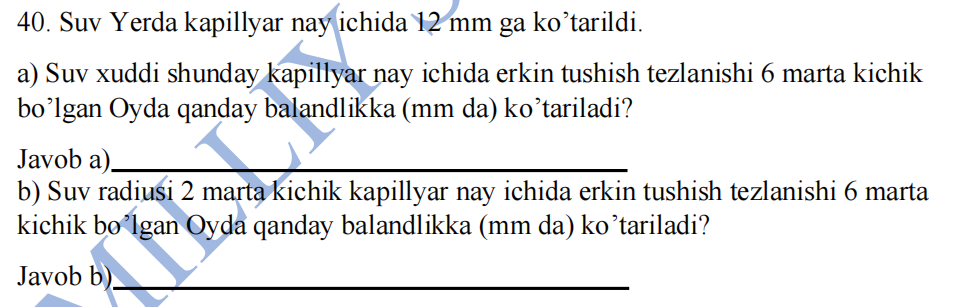 40. Suv Yerda kapillyar nay ichida 12 mm ga ko’tarildi.
a) Suv xuddi shunday kapillyar nay ichida erkin tushish tezlanishi 6 marta kichik
bo’lgan Oyda qanday balandlikka (mm da) ko’tariladi?
Javob a)
b) Suv radiusi 2 marta kichik kapillyar nay ichida erkin tushish tezlanishi 6 marta
kichik bo’lgan Oyda qanday balandlikka (mm da) ko’tariladi?
Javob b)
MILLIY